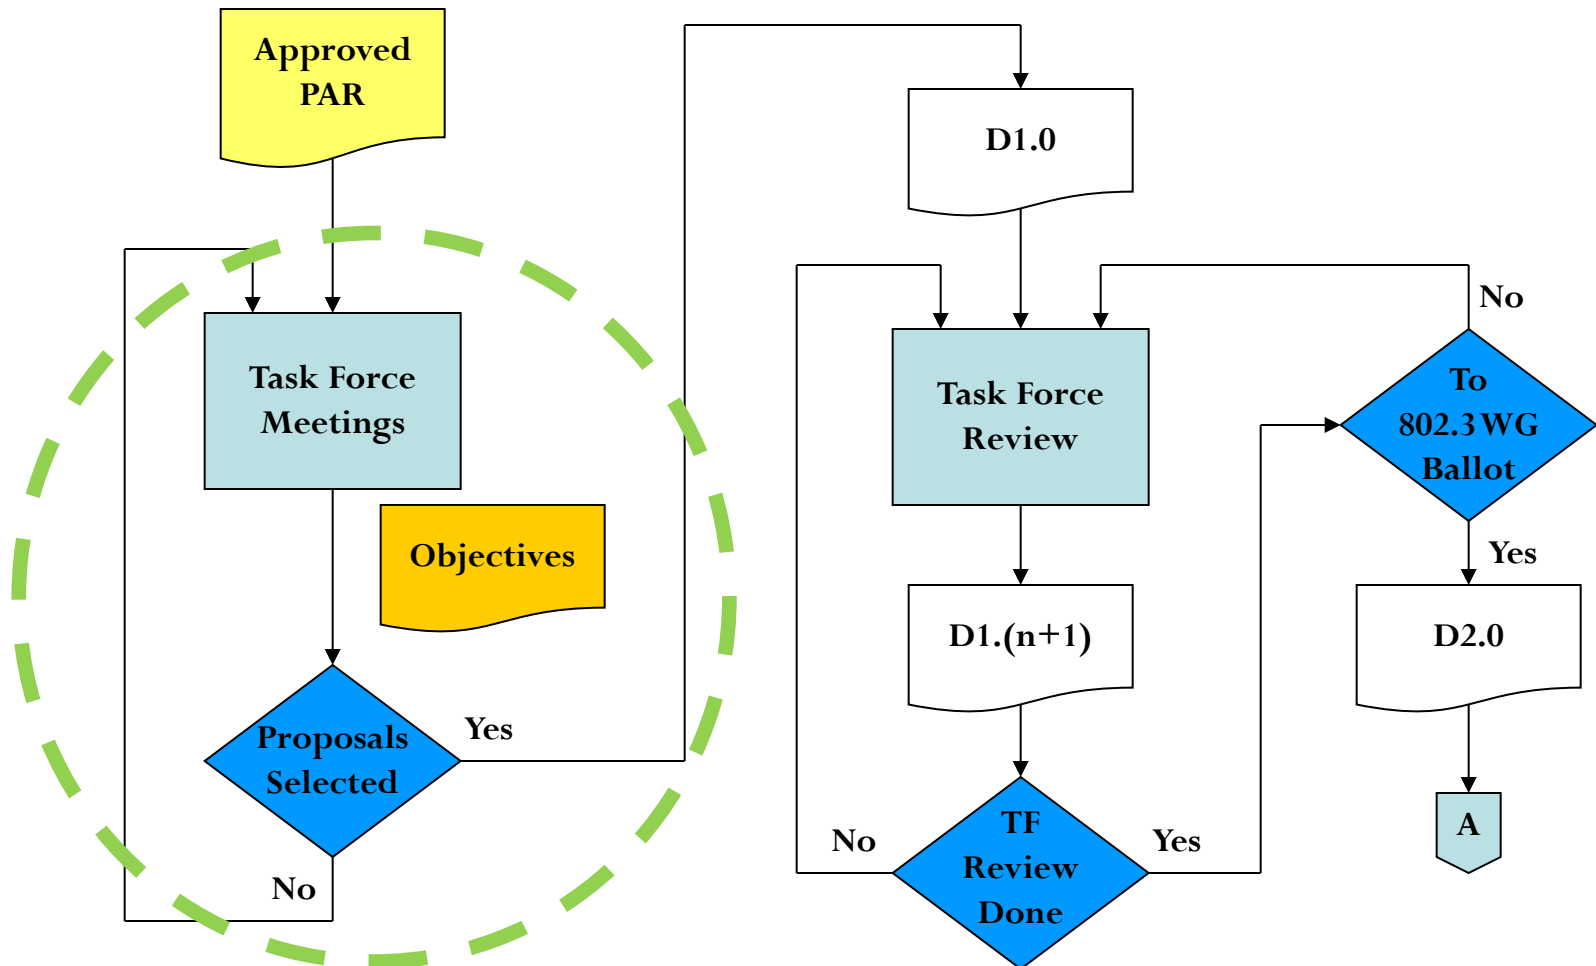 Approved
PAR
Task Force
Meetings
Objectives
Proposals
Selected
Yes
No
D1.0
Task Force
Review
D1.(n+1)
TF
Review
Done
No
Yes
To
802.3 WG
Ballot
No
Yes
D2.0
A